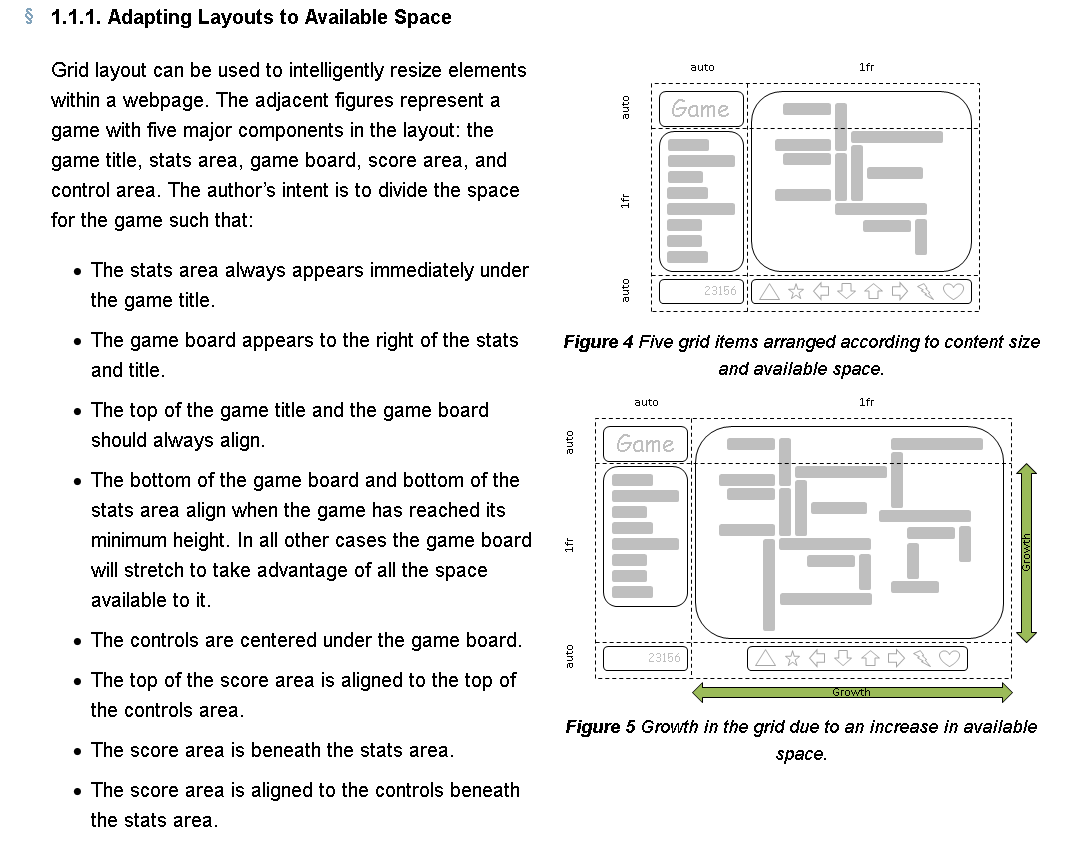 § 1.1.1. Adapting Layouts to Available Space
Grid layout can be used to intelligently resize elements
within a webpage. The adjacent figures represent a
game with five major components in the layout: the
game title, stats area, game board, score area, and
control area. The author’s intent is to divide the space
for the game such that:
• The stats area always appears immediately under
the game title.
• The game board appears to the right of the stats
and title.
• The top of the game title and the game board
should always align.
• The bottom of the game board and bottom of the
stats area align when the game has reached its
minimum height. In all other cases the game board
will stretch to take advantage of all the space
available to it.
• The controls are centered under the game board.
• The top of the score area is aligned to the top of
the controls area.
• The score area is beneath the stats area.
• The score area is aligned to the controls beneath
the stats area.
auto 1fr
auto
Game
1fr
auto
23156
Figure 4 Five grid items arranged according to content size
and available space.
auto 1fr
auto
Game
1fr
Growth
auto
23156
Growth
Figure 5 Growth in the grid due to an increase in available
space.